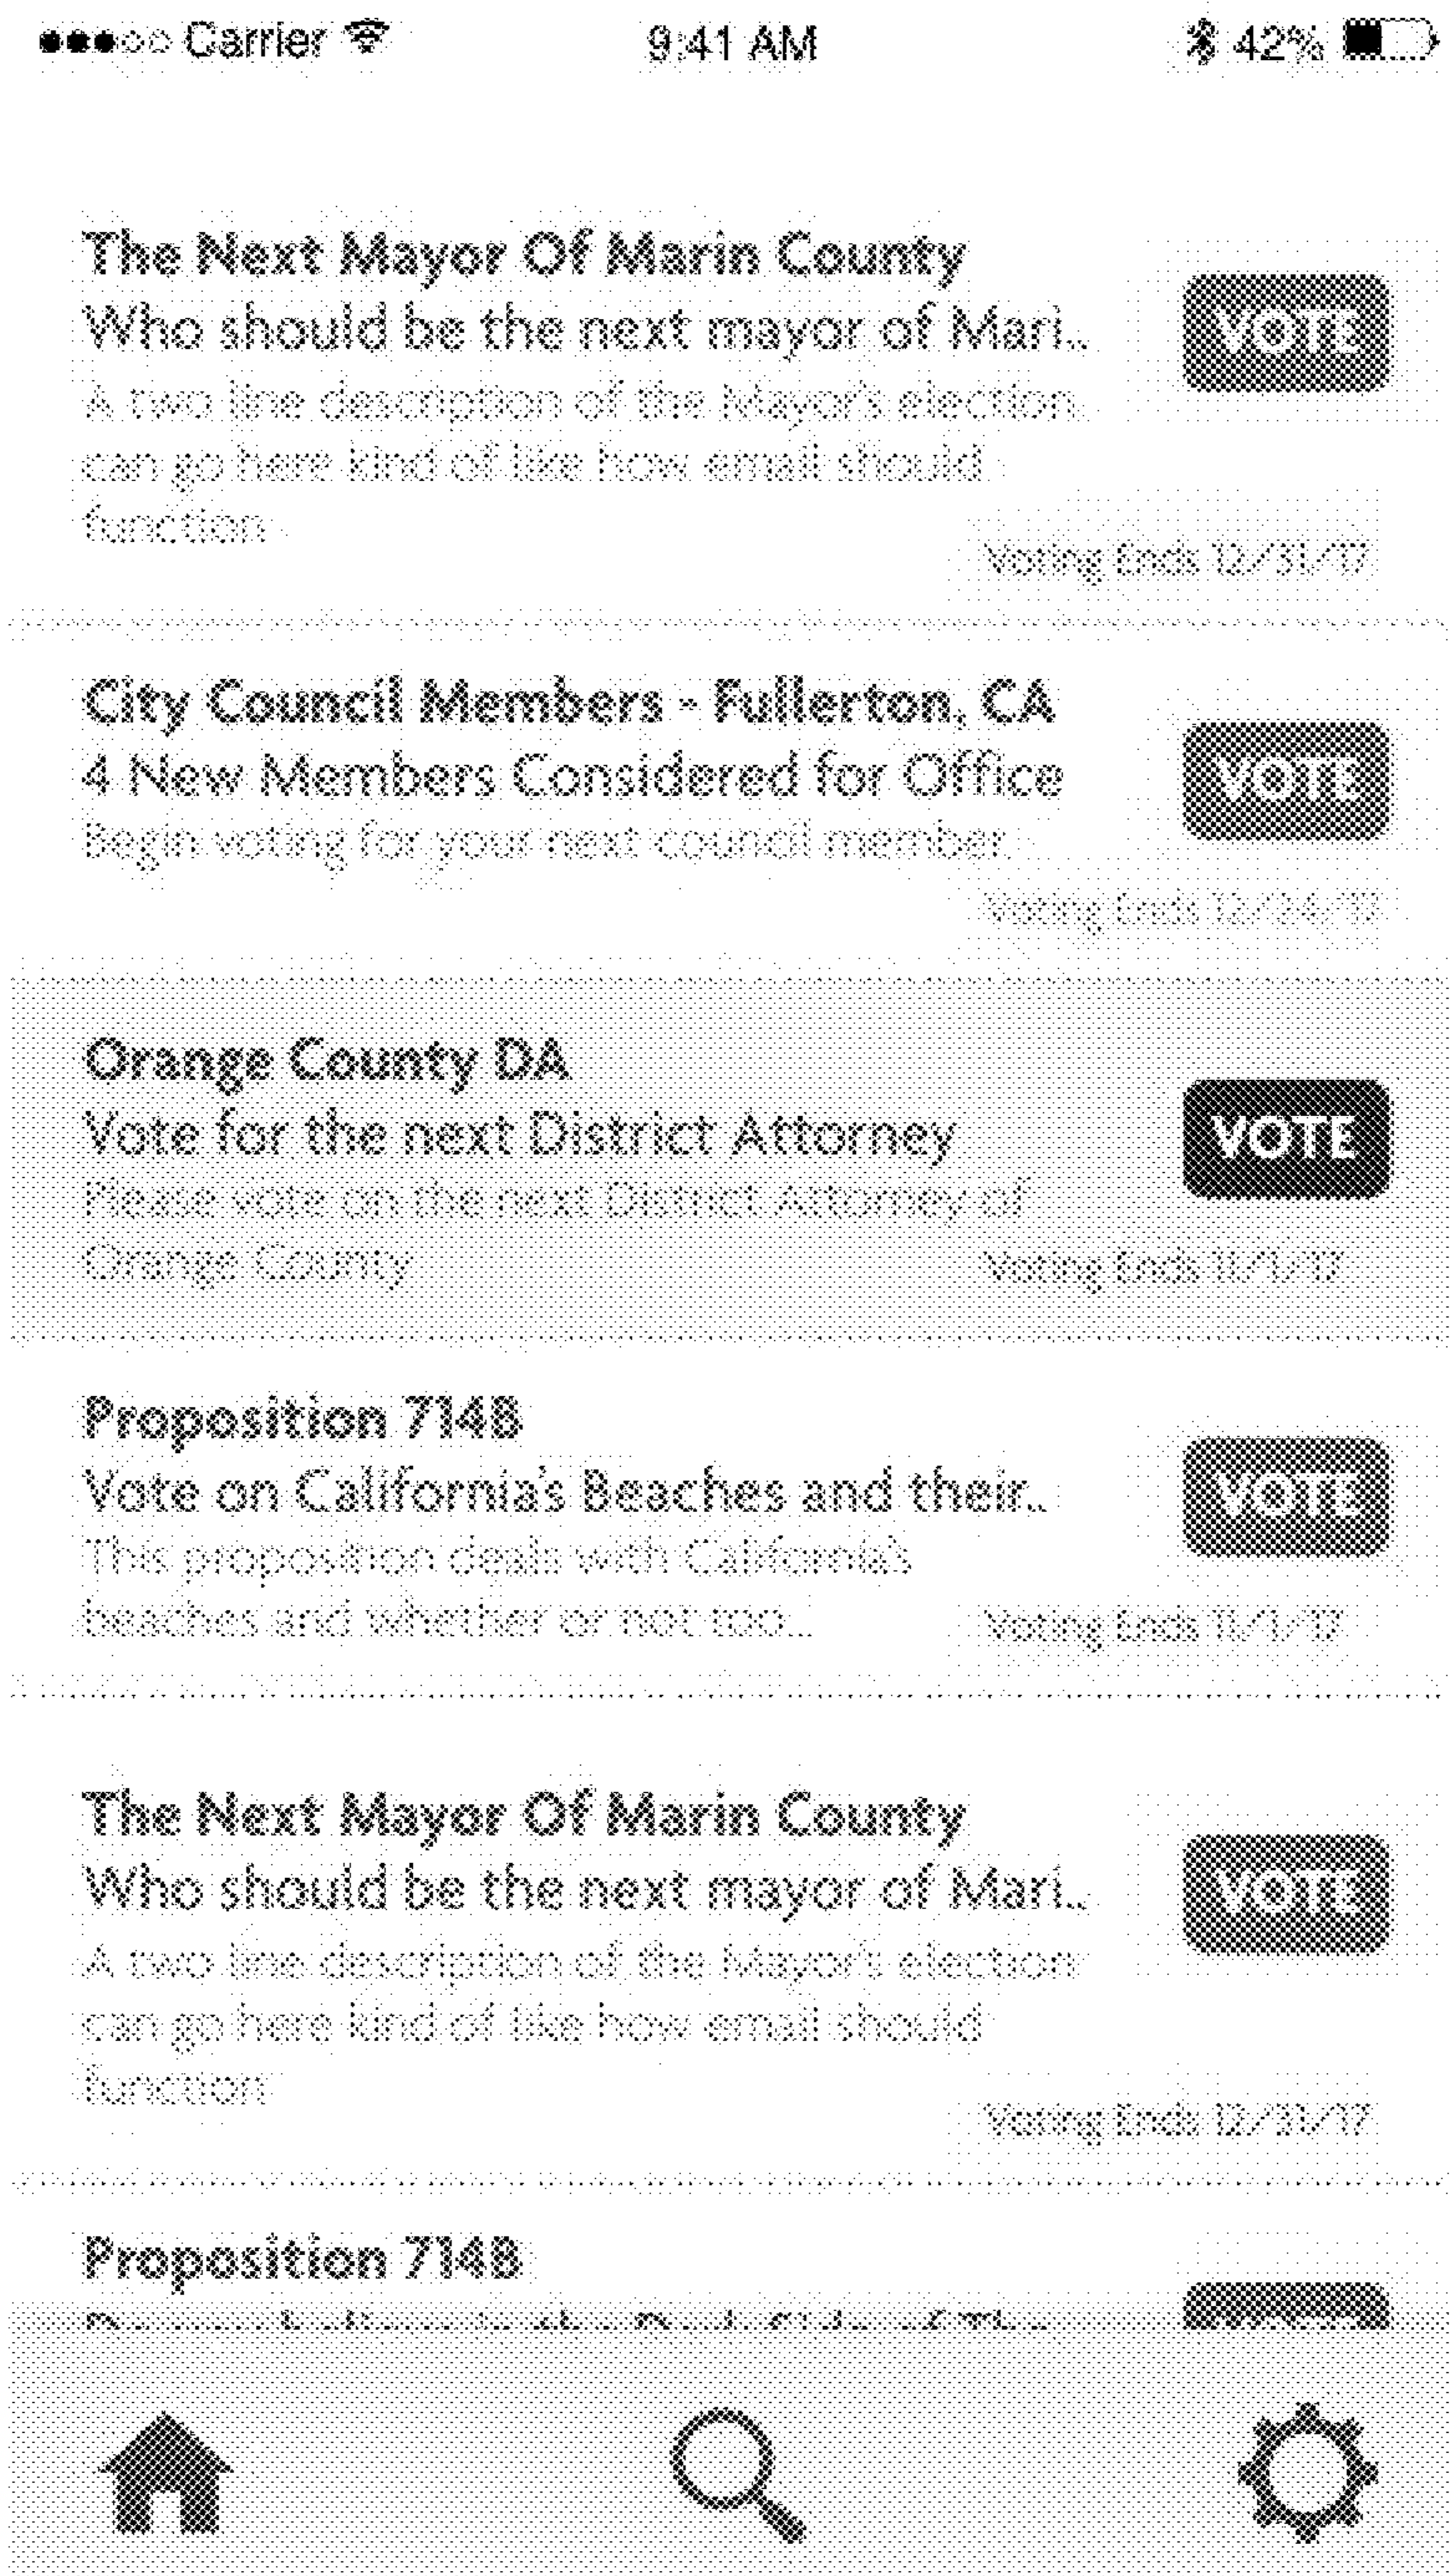 Carrier 9:41 AM 42%
The Next Mayor Of Marin County
Who should be the next mayor of Mari..
VOTE
A two line description of the Mayor's election
can go here kind of like how email should
function
Voting Ends 12/31/17
City Council Members - Fullerton, CA
4 New Members Considered for Office
VOTE
Begin voting for your next council member.
Voting Ends 12/24/17
Orange County DA
Vote for the next District Attorney
VOTE
Please vote on the next District Attorney of
Orange County
Voting Ends 11/1/17
Proposition 714B
Vote on California's Beaches and their..
VOTE
This proposition deals with California's
beaches and whether or not too...
Voting Ends 11/1/17
The Next Mayor Of Marin County
Who should be the next mayor of Mari..
VOTE
A two line description of the Mayor's election
can go here kind of like how email should
function
Voting Ends 12/31/17
Proposition 714B